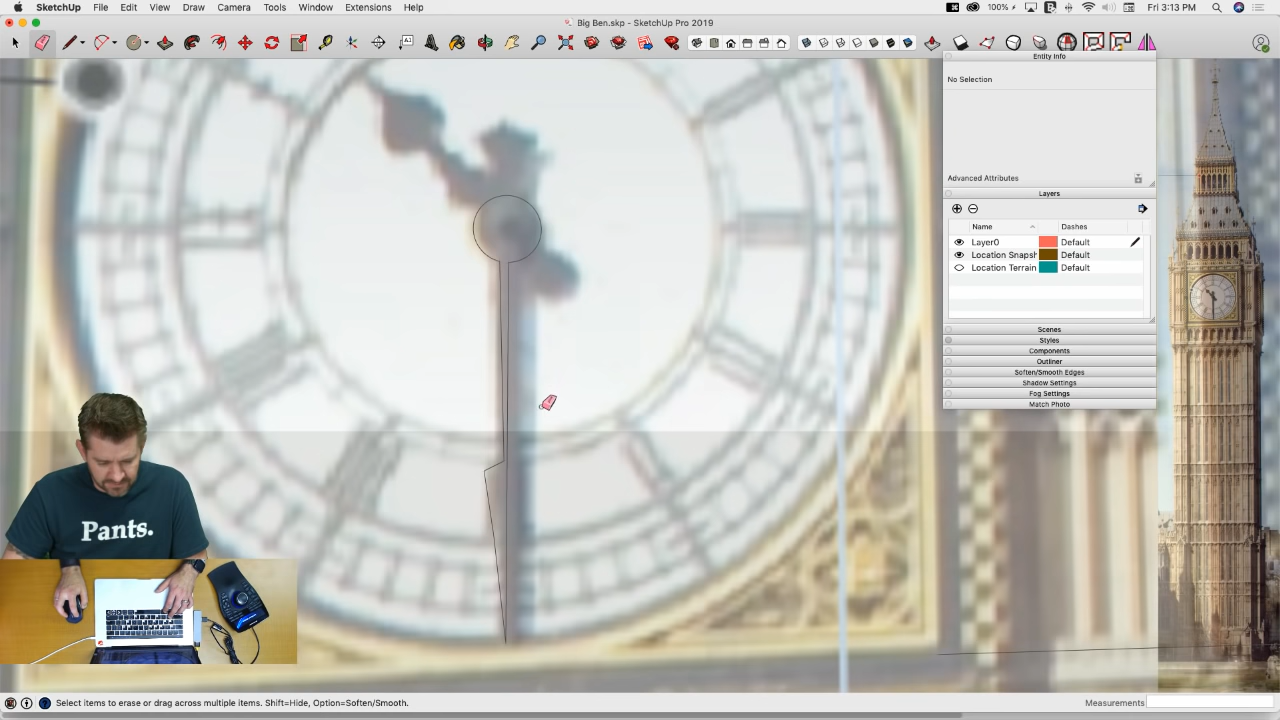 SketchUp File Edit View Draw Camera Tools Window Extensions Help
100% Fri 3:13 PM
Big Ben.skp - SketchUp Pro 2019
Entity Info
No Selection
Advanced Attributes
Layers
Name Dashes
Layer0 Default
Location Snapsh Default
Location Terrain Default
Scenes
Styles
Components
Outliner
Soften/Smooth Edges
Shadow Settings
Fog Settings
Match Photo
Pants.
Select items to erase or drag across multiple items. Shift=Hide, Option=Soften/Smooth.
Measurements